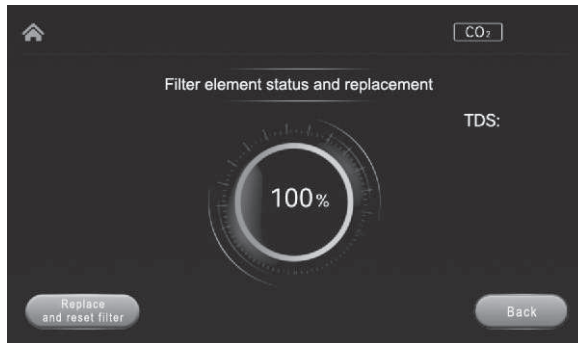 CO₂
Filter element status and replacement
TDS:
100%
Replace
and reset filter
Back